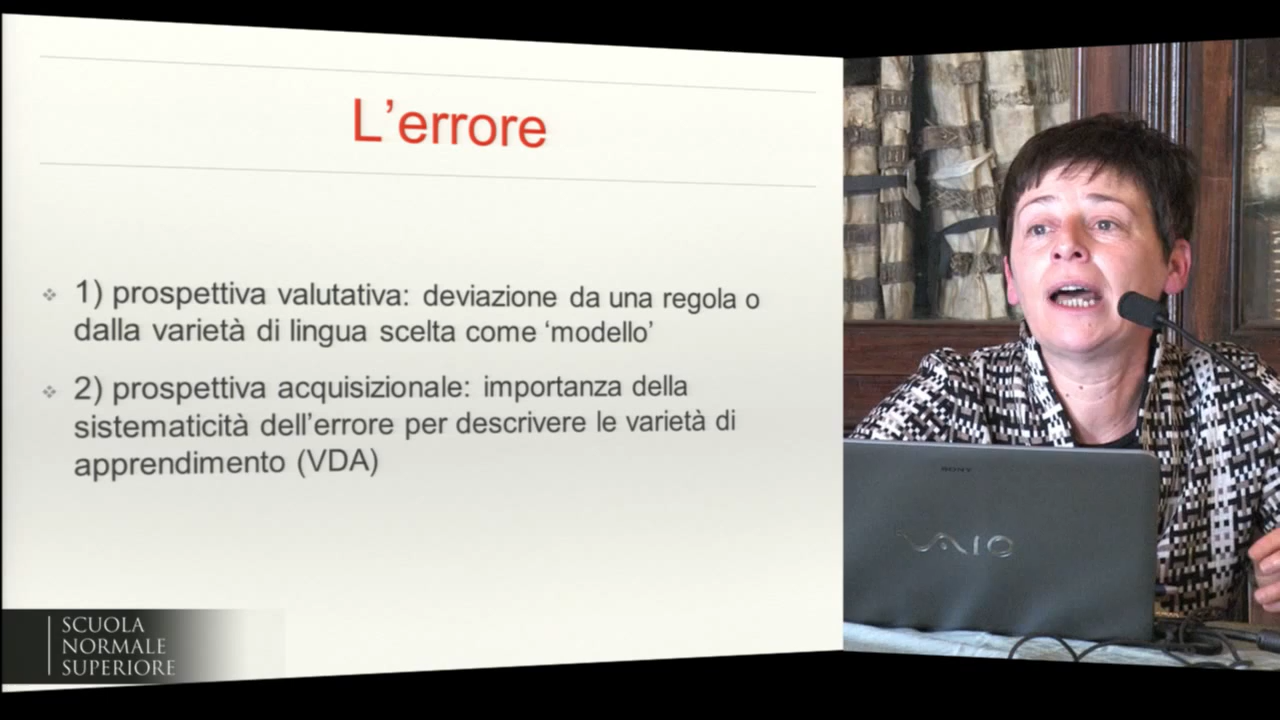 L’errore
1) prospettiva valutativa: deviazione da una regola o
dalla varietà di lingua scelta come ‘modello’
2) prospettiva acquisizionale: importanza della
sistematicità dell’errore per descrivere le varietà di
apprendimento (VDA)
SCUOLA
NORMALE
SUPERIORE
SONY
VAIO